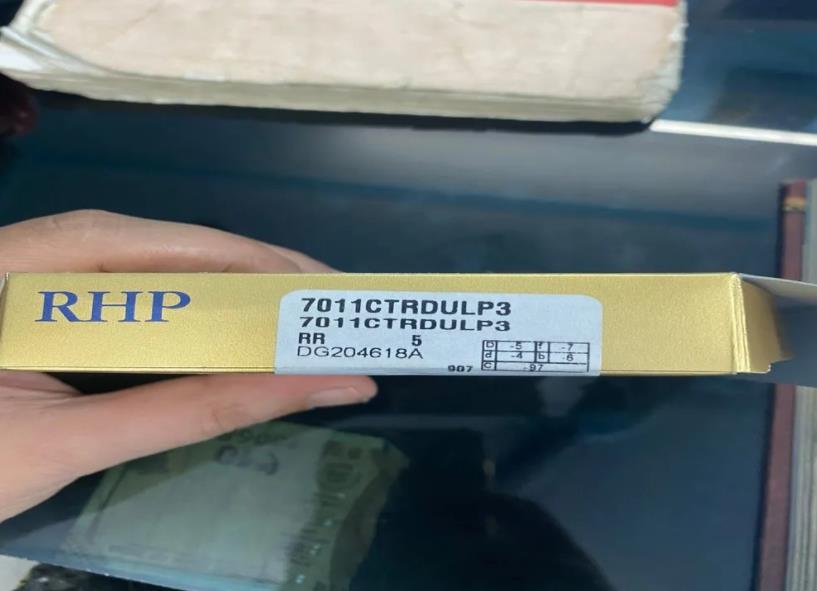 RHP
7011CTRDULP3
7011CTRDULP3
RR 5
DG204618A
907
D -5 f -7
d -4 b -6
C -97